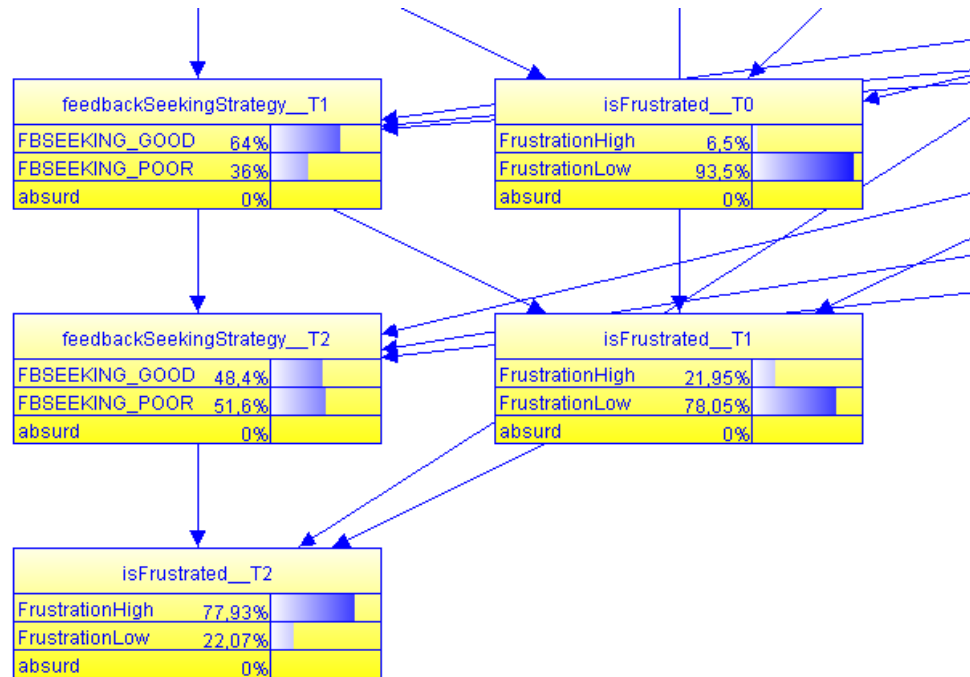 feedbackSeekingStrategy__T1
FBSEEKING_GOOD 64%
FBSEEKING_POOR 36%
absurd 0%
isFrustrated__T0
FrustrationHigh 6,5%
FrustrationLow 93,5%
absurd 0%
feedbackSeekingStrategy__T2
FBSEEKING_GOOD 48,4%
FBSEEKING_POOR 51,6%
absurd 0%
isFrustrated__T1
FrustrationHigh 21,95%
FrustrationLow 78,05%
absurd 0%
isFrustrated__T2
FrustrationHigh 77,93%
FrustrationLow 22,07%
absurd 0%